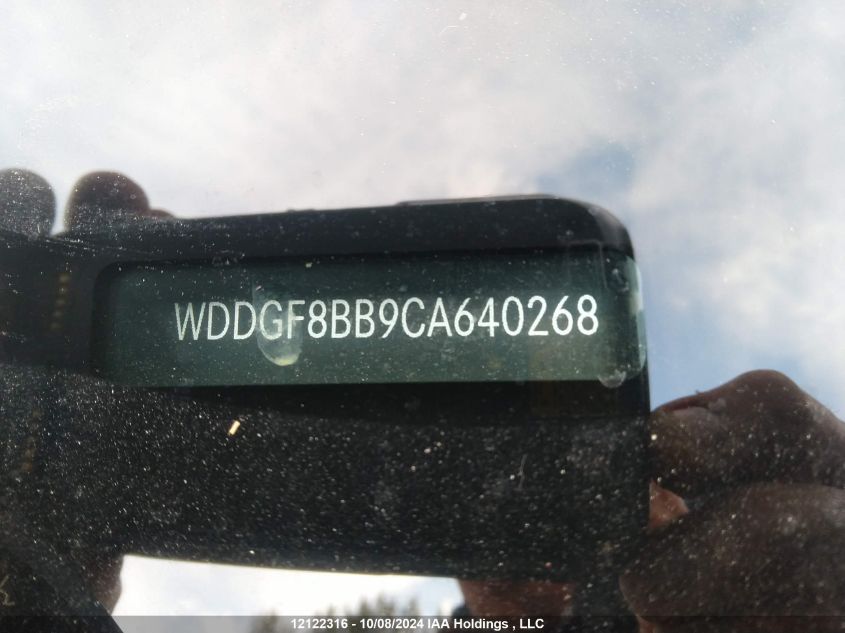 WDDGF8BB9CA640268
12122316 - 10/08/2024 IAA Holdings , LLC